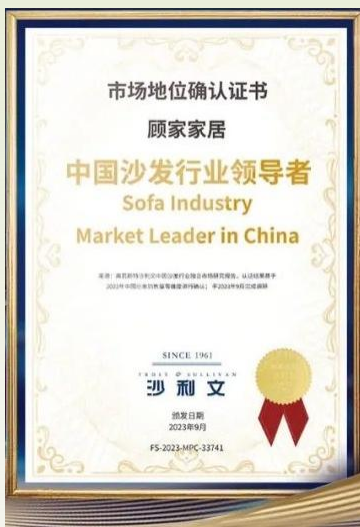 市场地位确认证书
顾家家居
中国沙发行业领导者
Sofa Industry
Market Leader in China
SINCE 1961
FROST & SULLIVAN
沙利文
颁发日期
2023年9月
FS-2023-MPC-33741